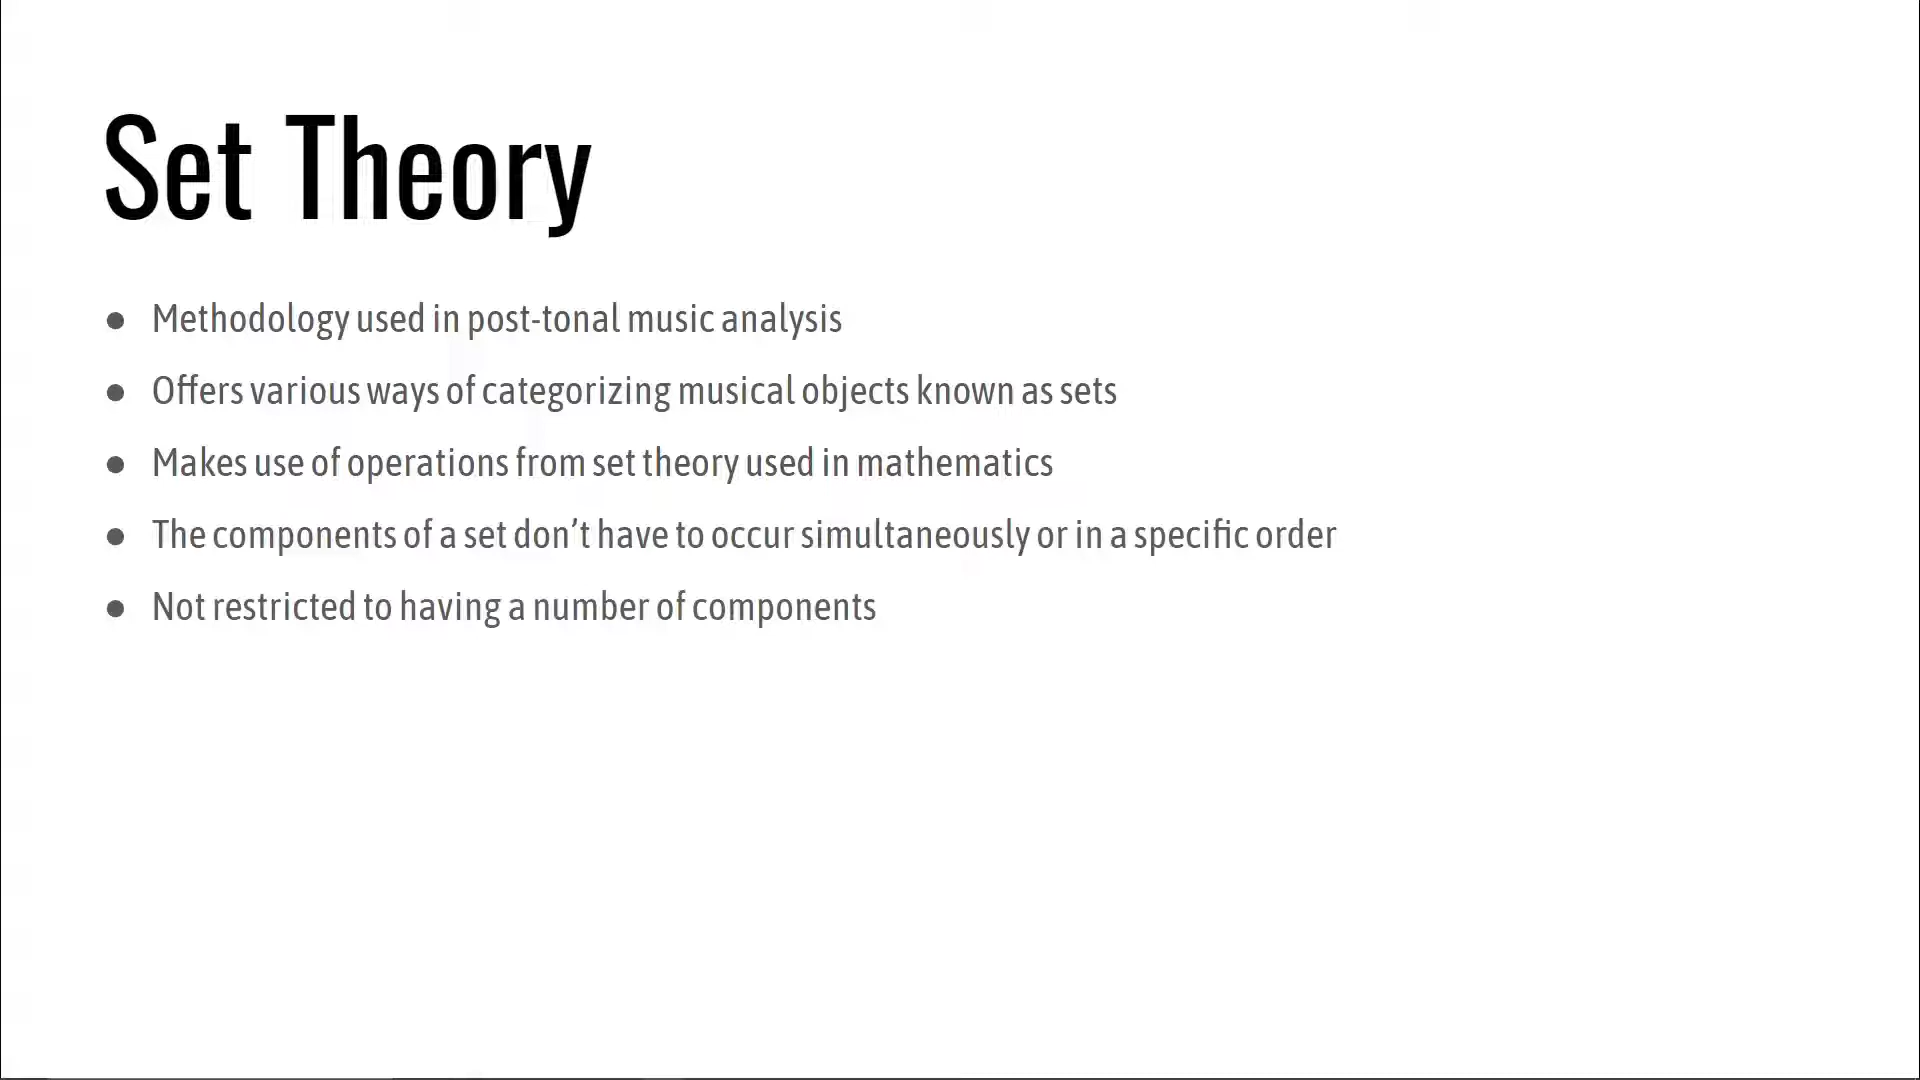 Set Theory
● Methodology used in post-tonal music analysis
● Offers various ways of categorizing musical objects known as sets
● Makes use of operations from set theory used in mathematics
● The components of a set don’t have to occur simultaneously or in a specific order
● Not restricted to having a number of components